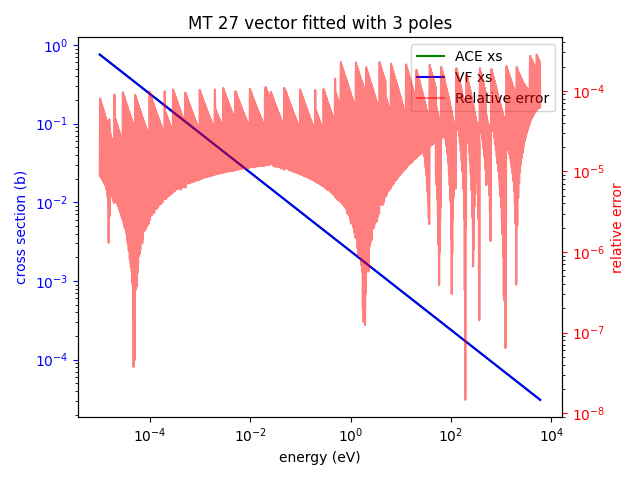 MT 27 vector fitted with 3 poles
ACE xs
VF xs
Relative error
cross section (b)
10^0
10^-1
10^-2
10^-3
10^-4
10^-4
10^-5
10^-6
10^-7
10^-8
relative error
10^-4
10^-2
10^0
10^2
10^4
energy (eV)